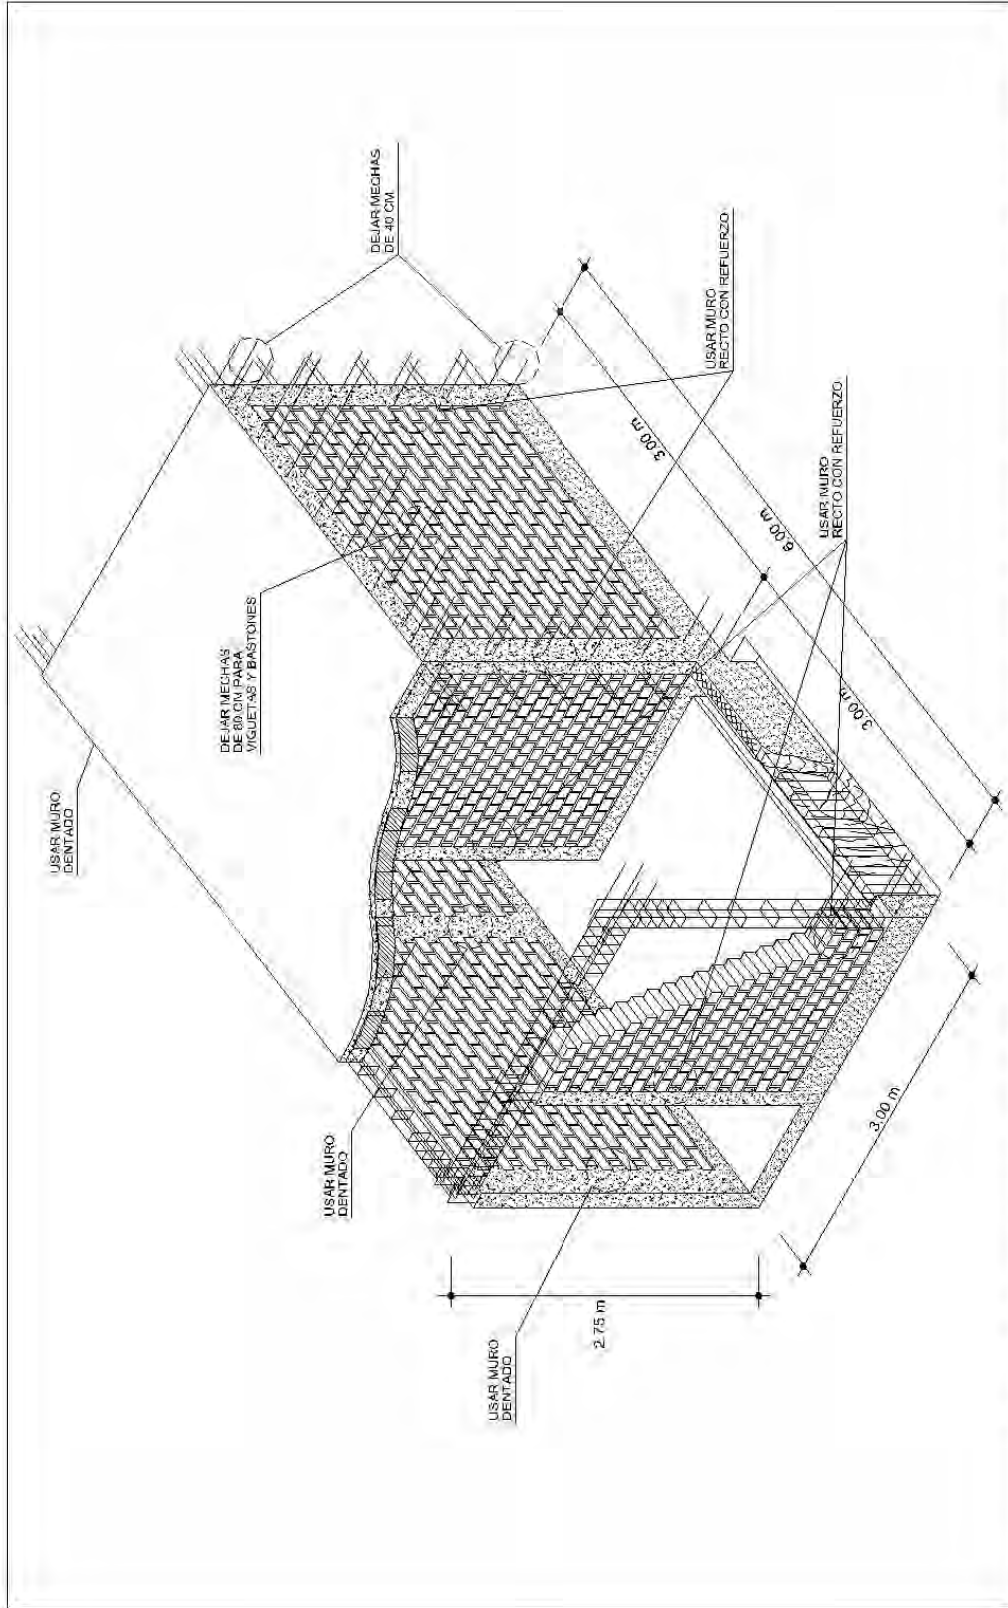 USAR MURO
DENTADO
DEJAR MECHAS
DE 40 CM.
DEJAR MECHAS
DE 60 CM PARA
VIGUETAS Y BASTONES
USAR MURO
RECTO CON REFUERZO
USAR MURO
RECTO CON REFUERZO
3.00 m
6.00 m
3.00 m
USAR MURO
DENTADO
3.00 m
2.75 m
USAR MURO
DENTADO